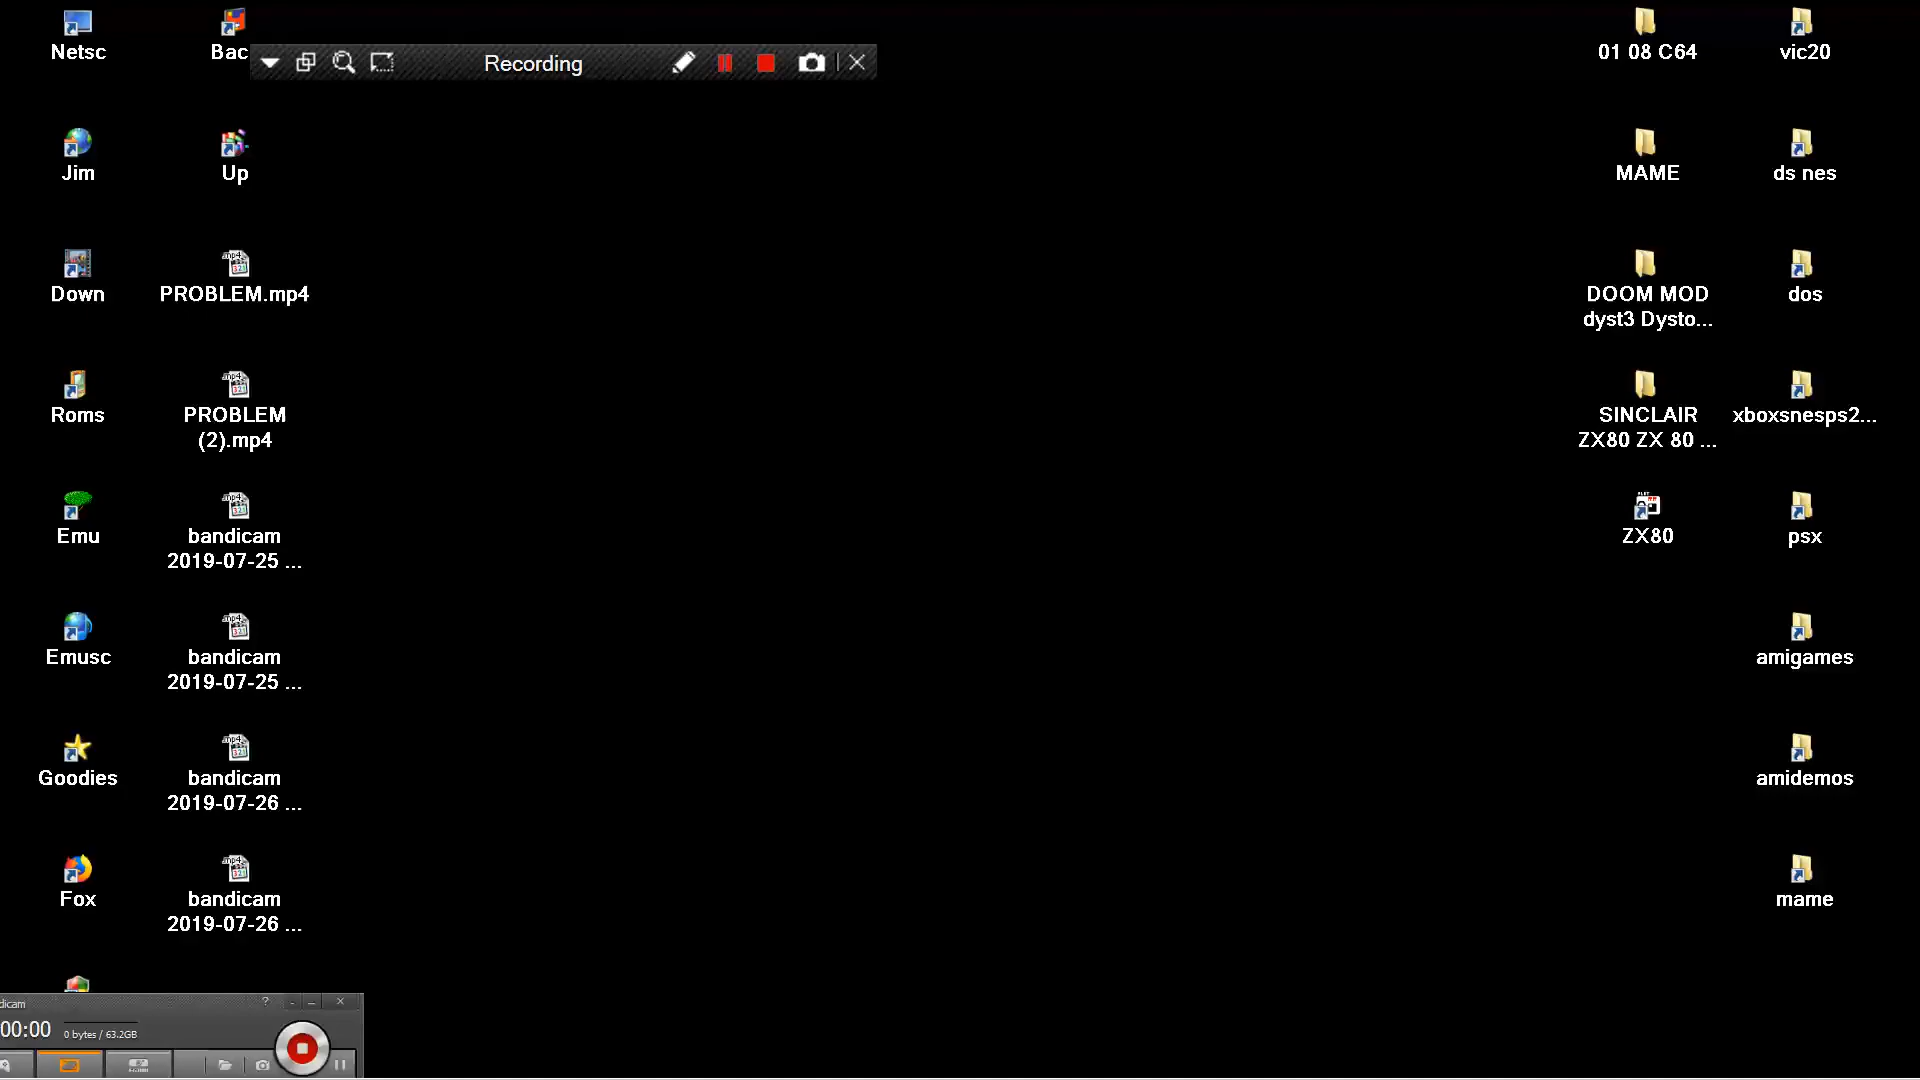 Netsc
Bac
Recording
01 08 C64
vic20
Jim
Up
MAME
ds nes
Down
PROBLEM.mp4
DOOM MOD
dyst3 Dysto...
dos
Roms
PROBLEM
(2).mp4
SINCLAIR
ZX80 ZX 80 ...
xboxsnesps2...
Emu
bandicam
2019-07-25 ...
ZX80
psx
Emusc
bandicam
2019-07-25 ...
amigames
Goodies
bandicam
2019-07-26 ...
amidemos
Fox
bandicam
2019-07-26 ...
mame
dicam
00:00
0 bytes / 63.2GB